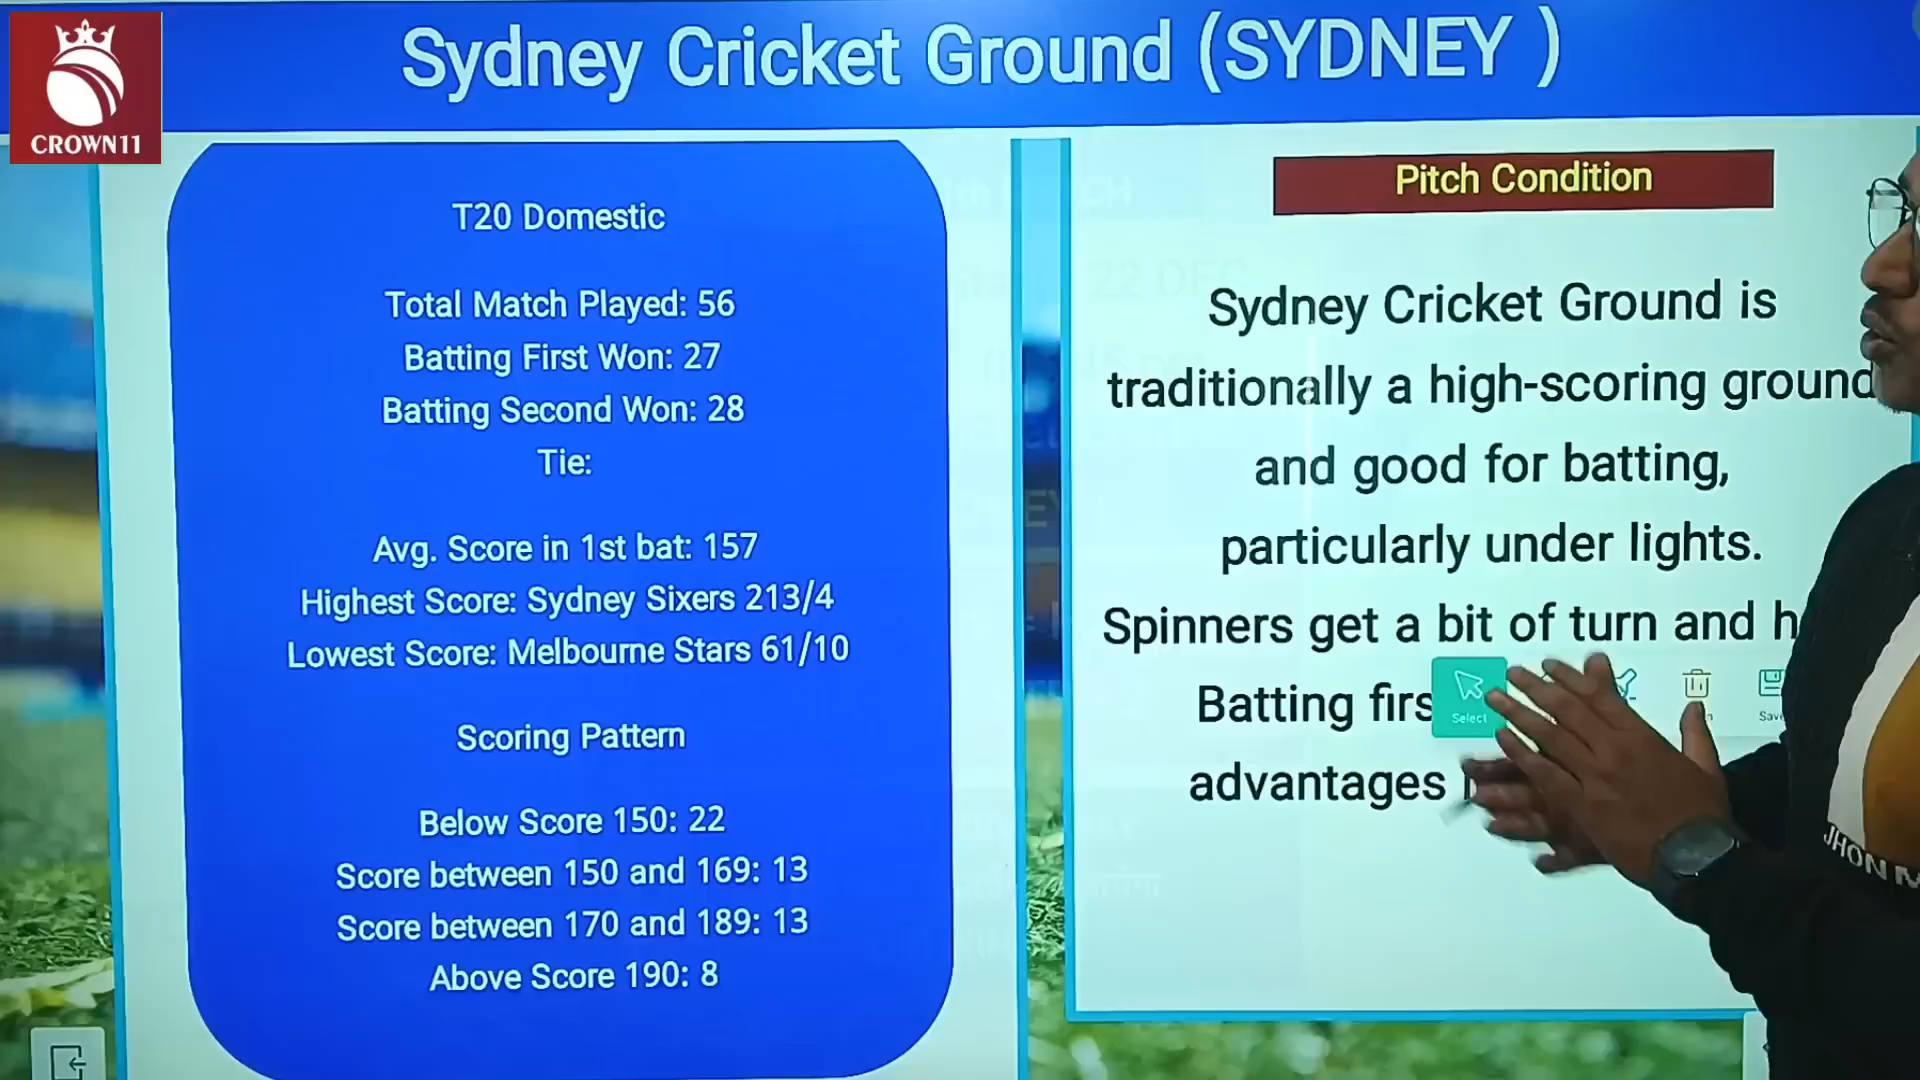 Sydney Cricket Ground (SYDNEY )
CROWN11
T20 Domestic
Total Match Played: 56
Batting First Won: 27
Batting Second Won: 28
Tie:
Avg. Score in 1st bat: 157
Highest Score: Sydney Sixers 213/4
Lowest Score: Melbourne Stars 61/10
Scoring Pattern
Below Score 150: 22
Score between 150 and 169: 13
Score between 170 and 189: 13
Above Score 190: 8
Pitch Condition
Sydney Cricket Ground is
traditionally a high-scoring ground
and good for batting,
particularly under lights.
Spinners get a bit of turn and
Batting
advantages
Select
JHON